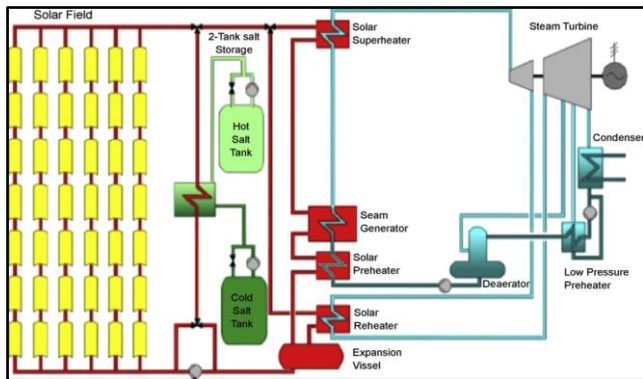 Solar Field
2-Tank salt
Storage
Hot
Salt
Tank
Cold
Salt
Tank
Solar
Superheater
Seam
Generator
Solar
Preheater
Solar
Reheater
Expansion
Vissel
Steam Turbine
Condenser
Deaerator
Low Pressure
Preheater